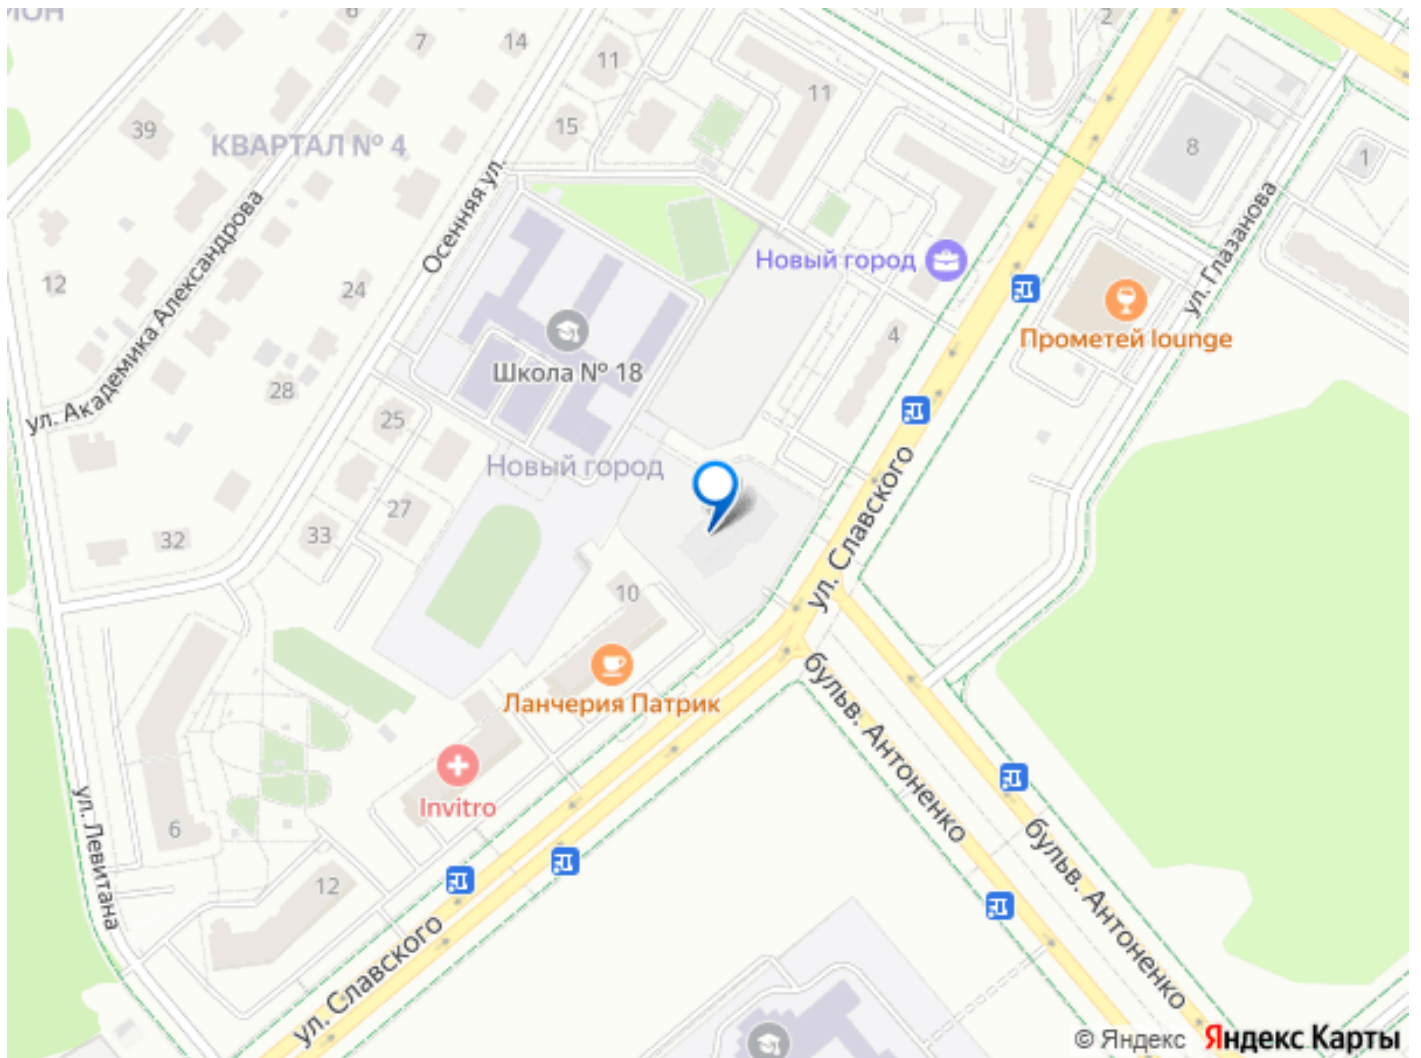 6
7
14
2
11
11
39
15
КВАРТАЛ № 4
8
1
Осенняя ул.
ул. Академика Александрова
ул. Глазанова
Новый город
12
24
Прометей lounge
4
Школа № 18
28
25
Новый город
27
32
33
ул. Славского
10
Ланчерия Патрик
бульв. Антоненко
Invitro
6
ул. Левитана
12
бульв. Антоненко
ул. Славского
© Яндекс Яндекс Карты